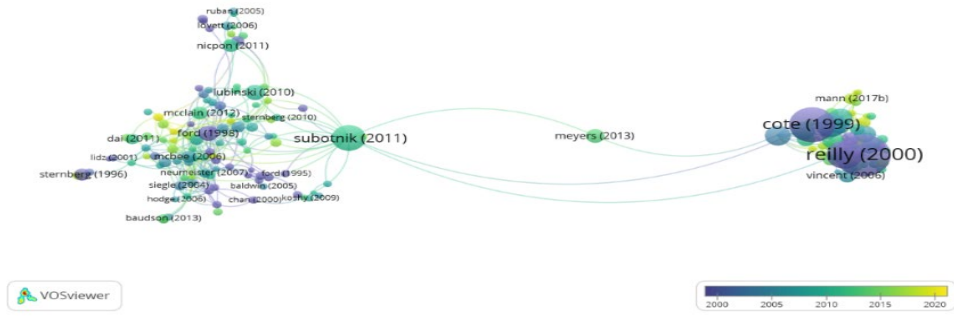 ruban (2005)
lovett (2006)
nicpon (2011)
lubinski (2010)
mcclain (2012)
sternberg (2010)
dai (2011)
ford (1998)
subotnik (2011)
lidz (2001)
mcbee (2006)
sternberg (1996)
neumeister (2007)
ford (1995)
siegle (2004)
baldwin (2005)
hodge (2006)
chan (2000)
koshy (2009)
baudson (2013)
meyers (2013)
mann (2017b)
cote (1999)
reilly (2000)
vincent (2006)
VOSviewer
2000 2005 2010 2015 2020